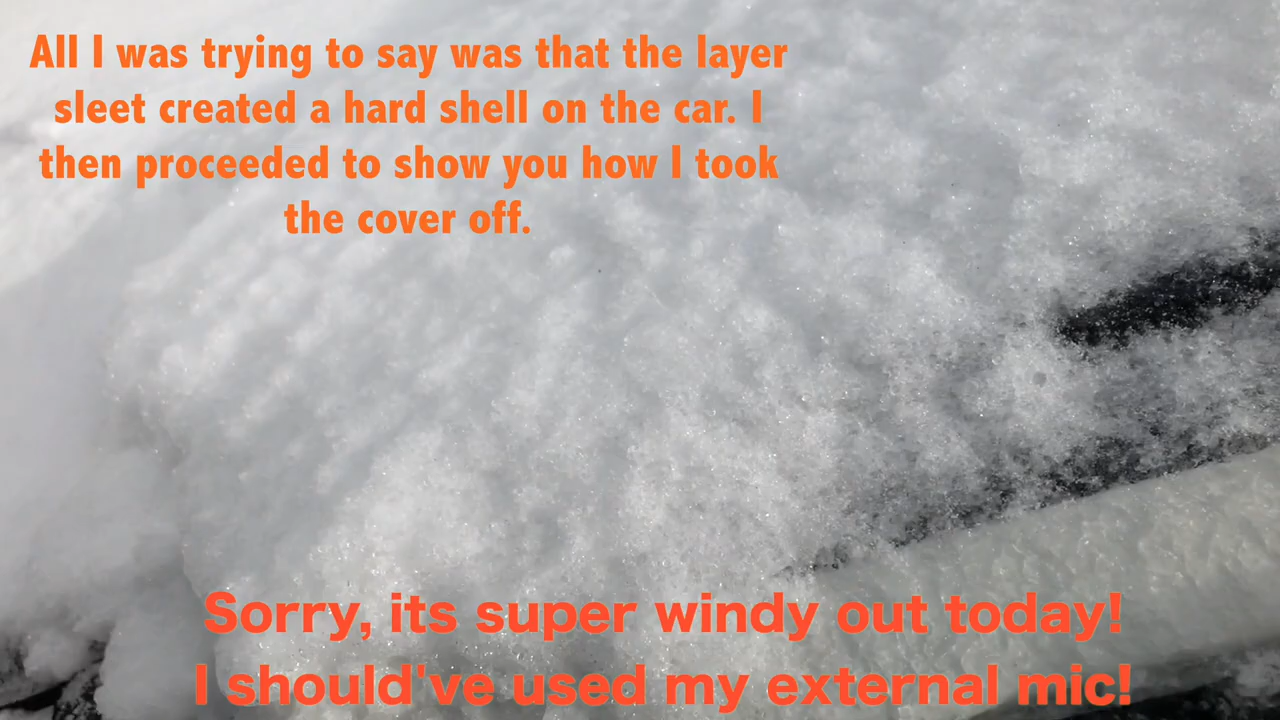 All I was trying to say was that the layer
sleet created a hard shell on the car. I
then proceeded to show you how I took
the cover off.
Sorry, its super windy out today!
I should've used my external mic!